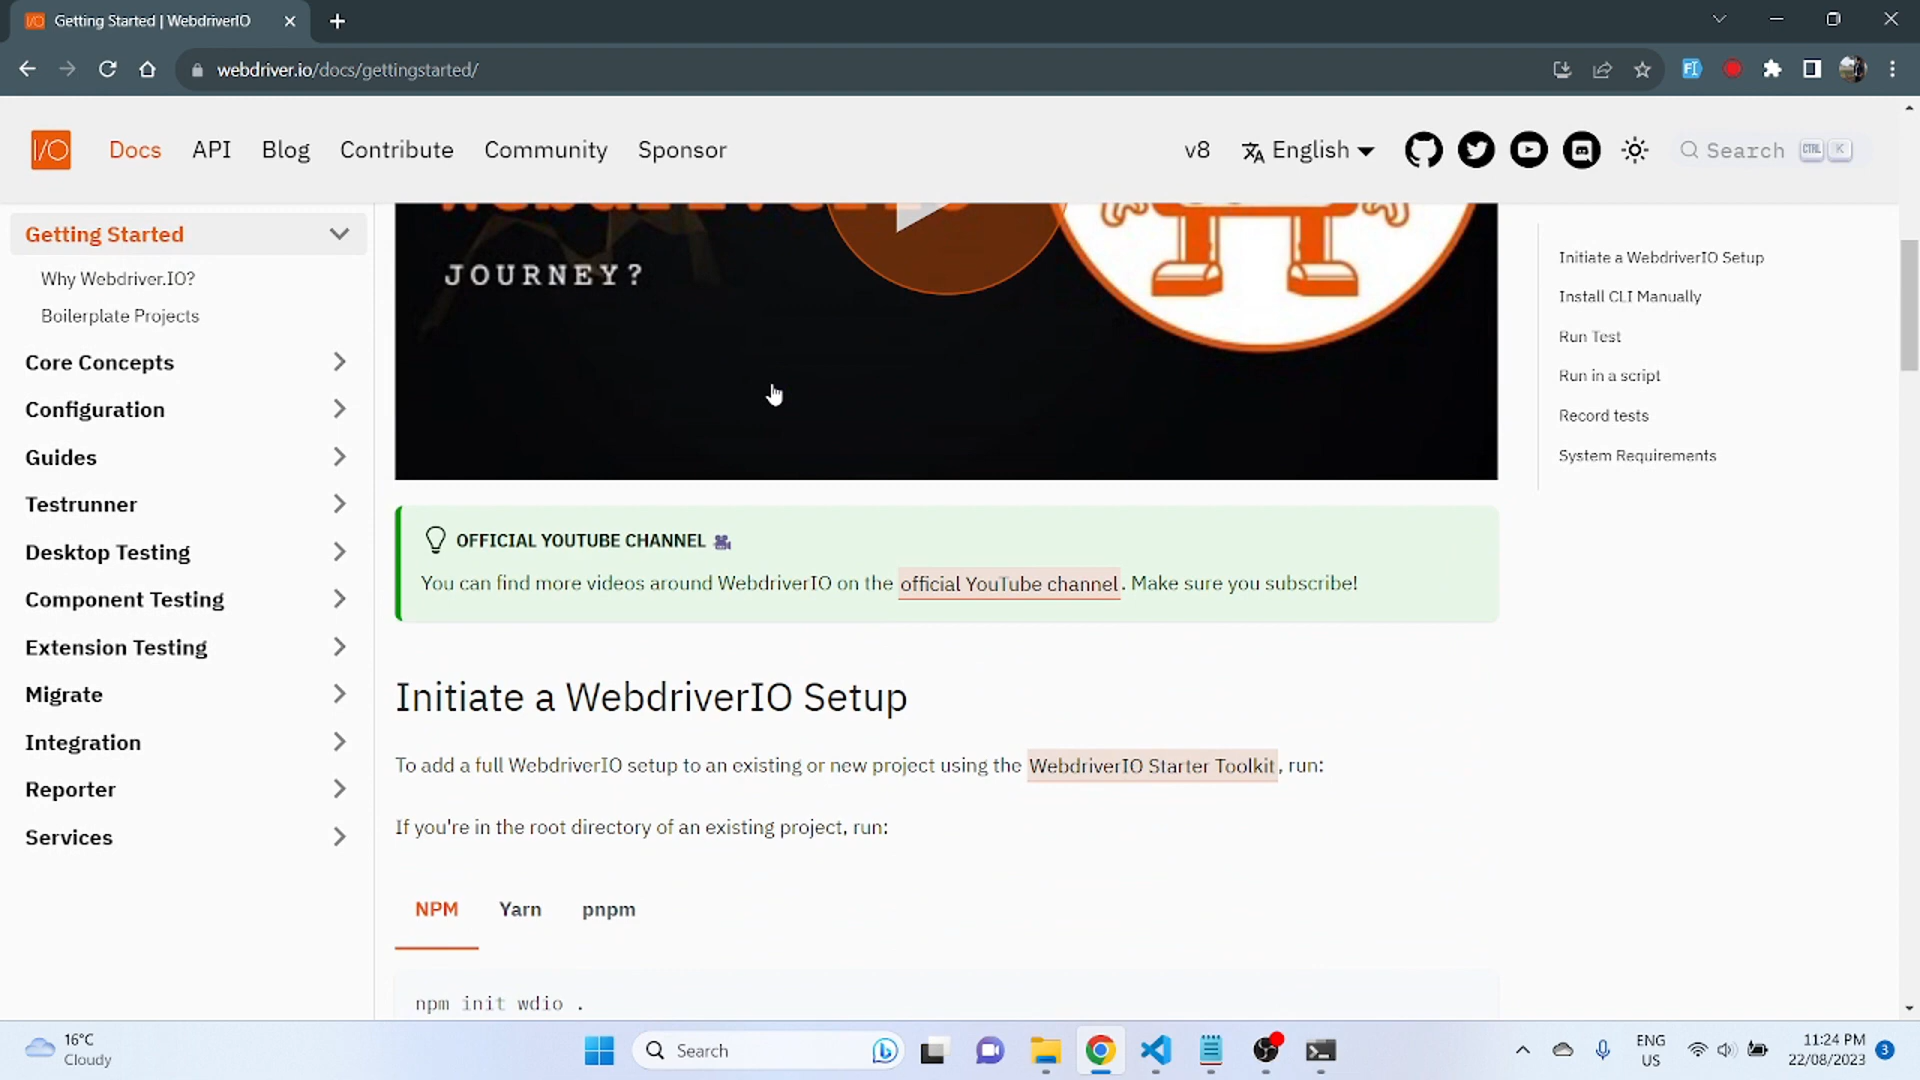 Getting Started | WebdriverIO
webdriver.io/docs/gettingstarted/
I/O
Docs
API
Blog
Contribute
Community
Sponsor
v8
English
Search
CTRL
K
Getting Started
Why Webdriver.IO?
Boilerplate Projects
Core Concepts
Configuration
Guides
Testrunner
Desktop Testing
Component Testing
Extension Testing
Migrate
Integration
Reporter
Services
JOURNEY?
OFFICIAL YOUTUBE CHANNEL
You can find more videos around WebdriverIO on the official YouTube channel. Make sure you subscribe!
Initiate a WebdriverIO Setup
To add a full WebdriverIO setup to an existing or new project using the WebdriverIO Starter Toolkit, run:
If you're in the root directory of an existing project, run:
NPM
Yarn
pnpm
npm init wdio .
Initiate a WebdriverIO Setup
Install CLI Manually
Run Test
Run in a script
Record tests
System Requirements
16°C
Cloudy
Search
ENG
US
11:24 PM
22/08/2023
3